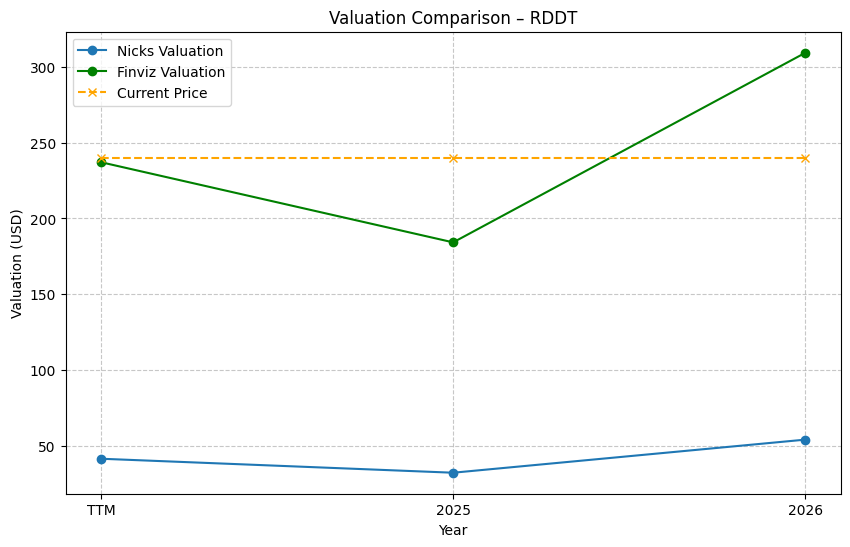 Valuation Comparison – RDDT
Nicks Valuation
Finviz Valuation
Current Price
Valuation (USD)
300
250
200
150
100
50
TTM
2025
2026
Year